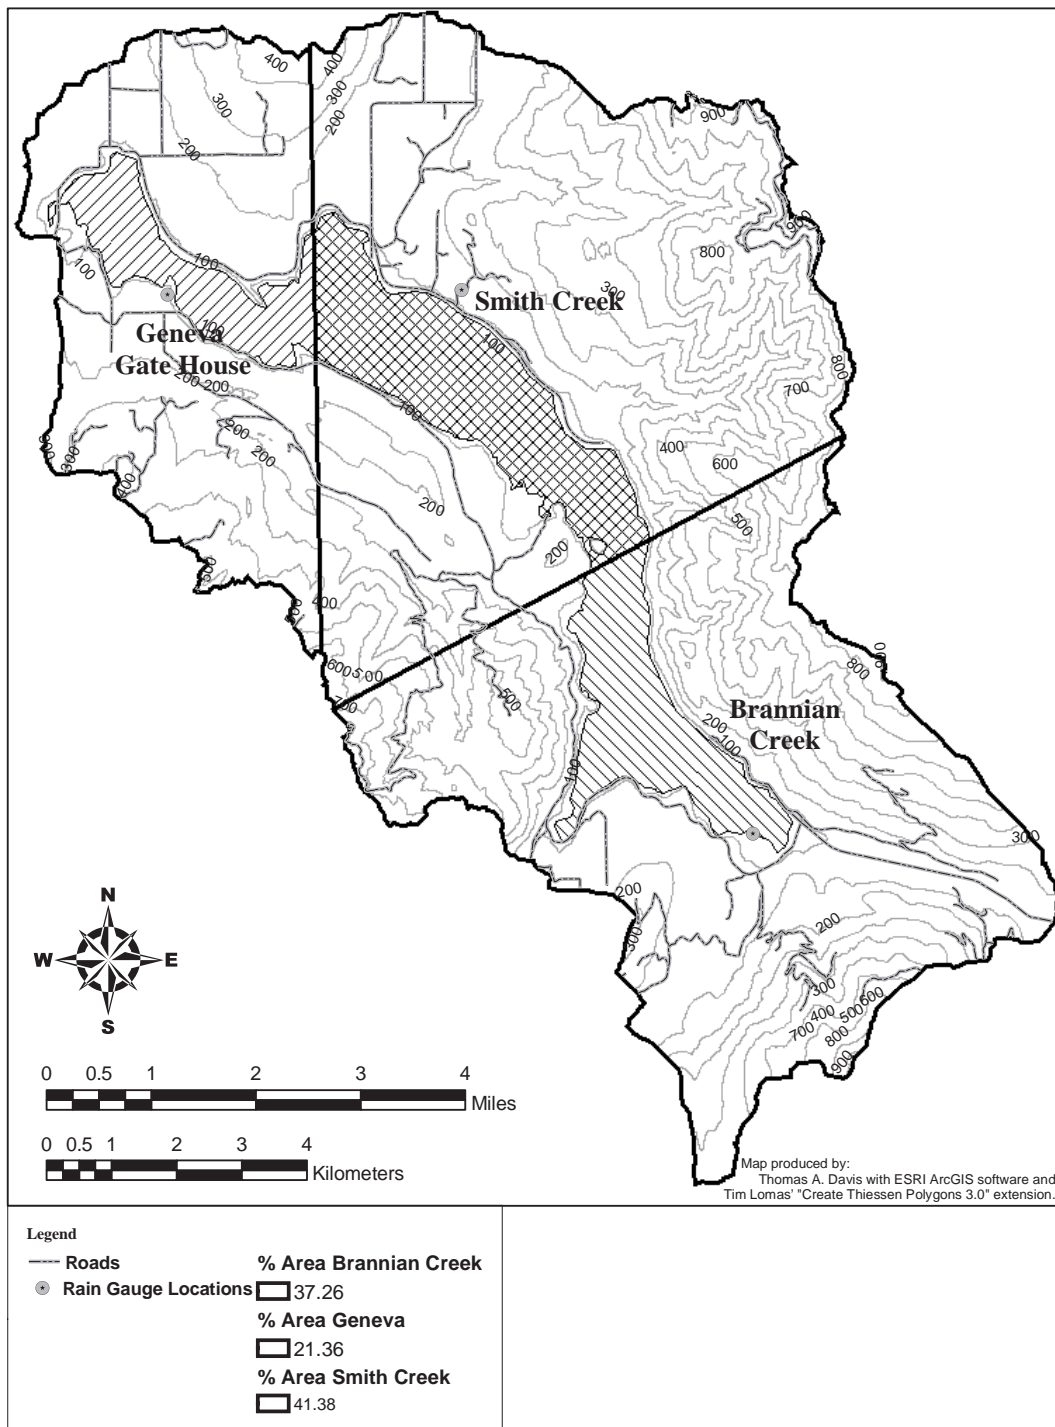 400
400
300
300
200
200
900
900
800
300
100
100
Smith Creek
100
100
Geneva
Gate House
200
200
100
800
700
200
200
300
400
400
600
200
500
200
500
400
600
500
500
800
Brannian
Creek
200
100
100
300
200
300
200
N
W
E
S
300
400
500
600
700
800
900
0 0.5 1 2 3 4
Miles
0 0.5 1 2 3 4
Kilometers
Map produced by:
Thomas A. Davis with ESRI ArcGIS software and
Tim Lomas' "Create Thiessen Polygons 3.0" extension.
Legend
Roads
Rain Gauge Locations
% Area Brannian Creek
37.26
% Area Geneva
21.36
% Area Smith Creek
41.38